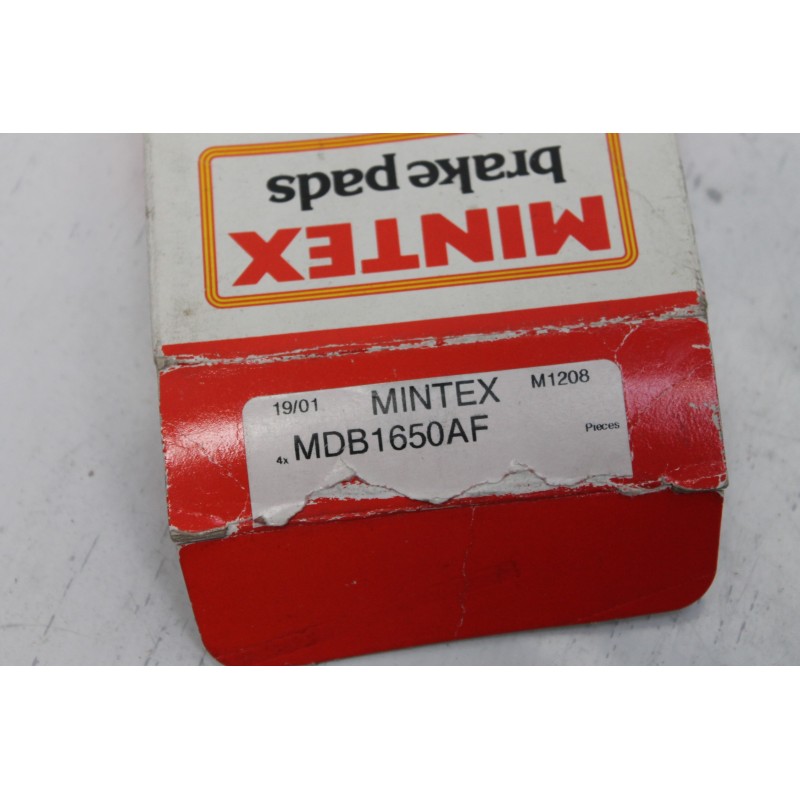 MINTEX
brake pads
19/01 MINTEX M1208
4x MDB1650AF Pieces